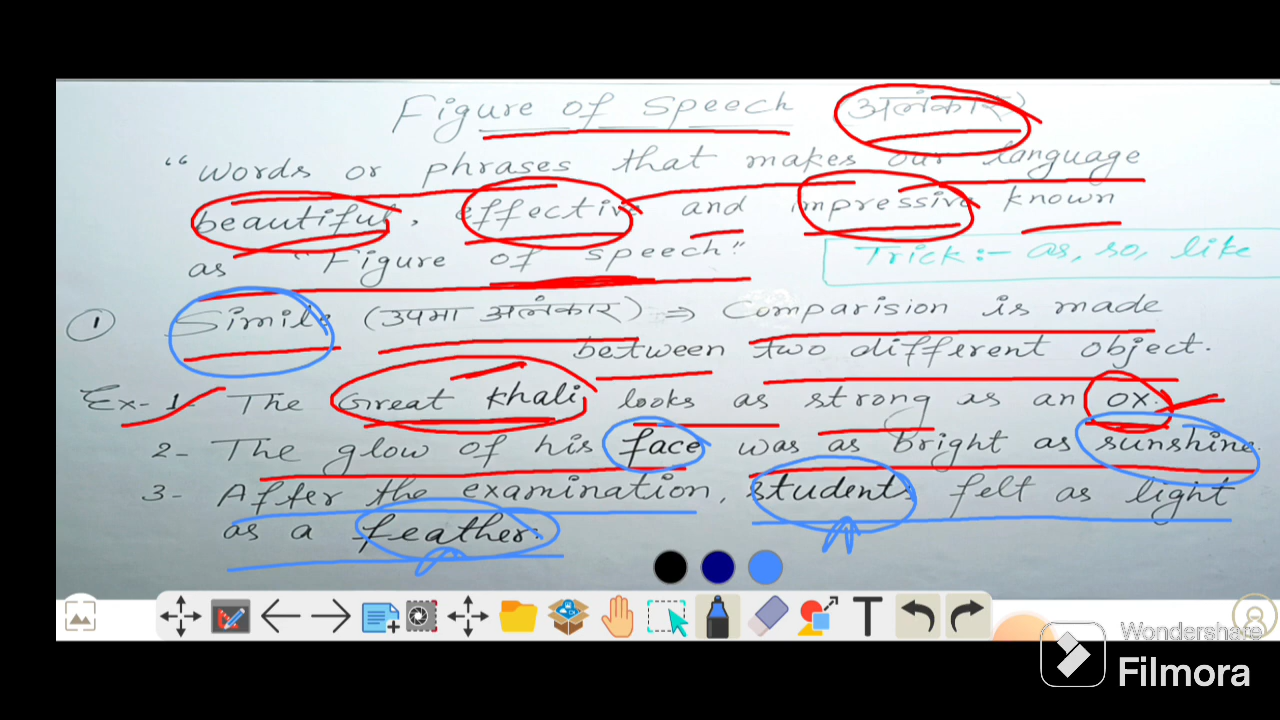 Figure of Speech (अलंकार)
"Words or phrases that makes our language
beautiful, effective and impressive known
as "Figure of speech"
Trick:- as, so, like
① Simile (उपमा अलंकार) ⇒ Comparision is made
between two different object.
Ex- 1- The Great Khali looks as strong as an ox.
2- The glow of his face was as bright as sunshine.
3- After the examination, students felt as light
as a feather.
T
Wondershare
Filmora